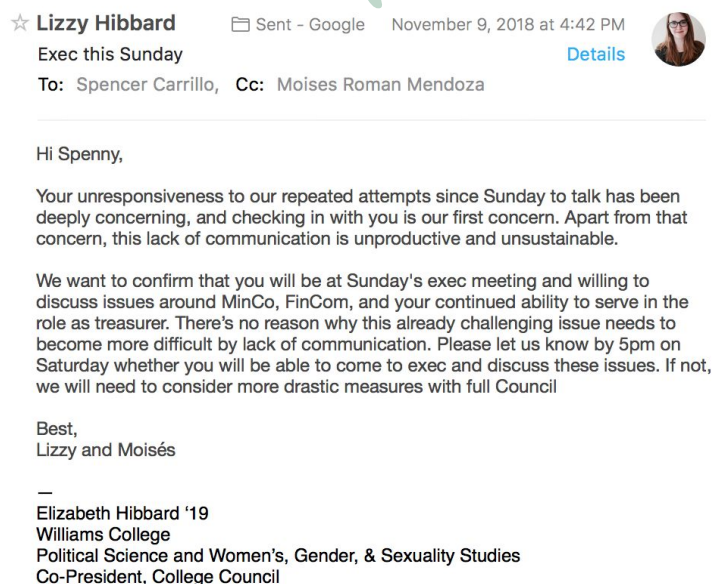 Lizzy Hibbard Sent - Google November 9, 2018 at 4:42 PM
Exec this Sunday Details
To: Spencer Carrillo, Cc: Moises Roman Mendoza
Hi Spenny,
Your unresponsiveness to our repeated attempts since Sunday to talk has been
deeply concerning, and checking in with you is our first concern. Apart from that
concern, this lack of communication is unproductive and unsustainable.
We want to confirm that you will be at Sunday's exec meeting and willing to
discuss issues around MinCo, FinCom, and your continued ability to serve in the
role as treasurer. There’s no reason why this already challenging issue needs to
become more difficult by lack of communication. Please let us know by 5pm on
Saturday whether you will be able to come to exec and discuss these issues. If not,
we will need to consider more drastic measures with full Council
Best,
Lizzy and Moisés
—
Elizabeth Hibbard ‘19
Williams College
Political Science and Women’s, Gender, & Sexuality Studies
Co-President, College Council